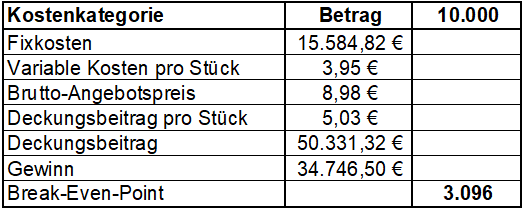 Kostenkategorie Betrag 10.000
Fixkosten 15.584,82 €
Variable Kosten pro Stück 3,95 €
Brutto-Angebotspreis 8,98 €
Deckungsbeitrag pro Stück 5,03 €
Deckungsbeitrag 50.331,32 €
Gewinn 34.746,50 €
Break-Even-Point 3.096